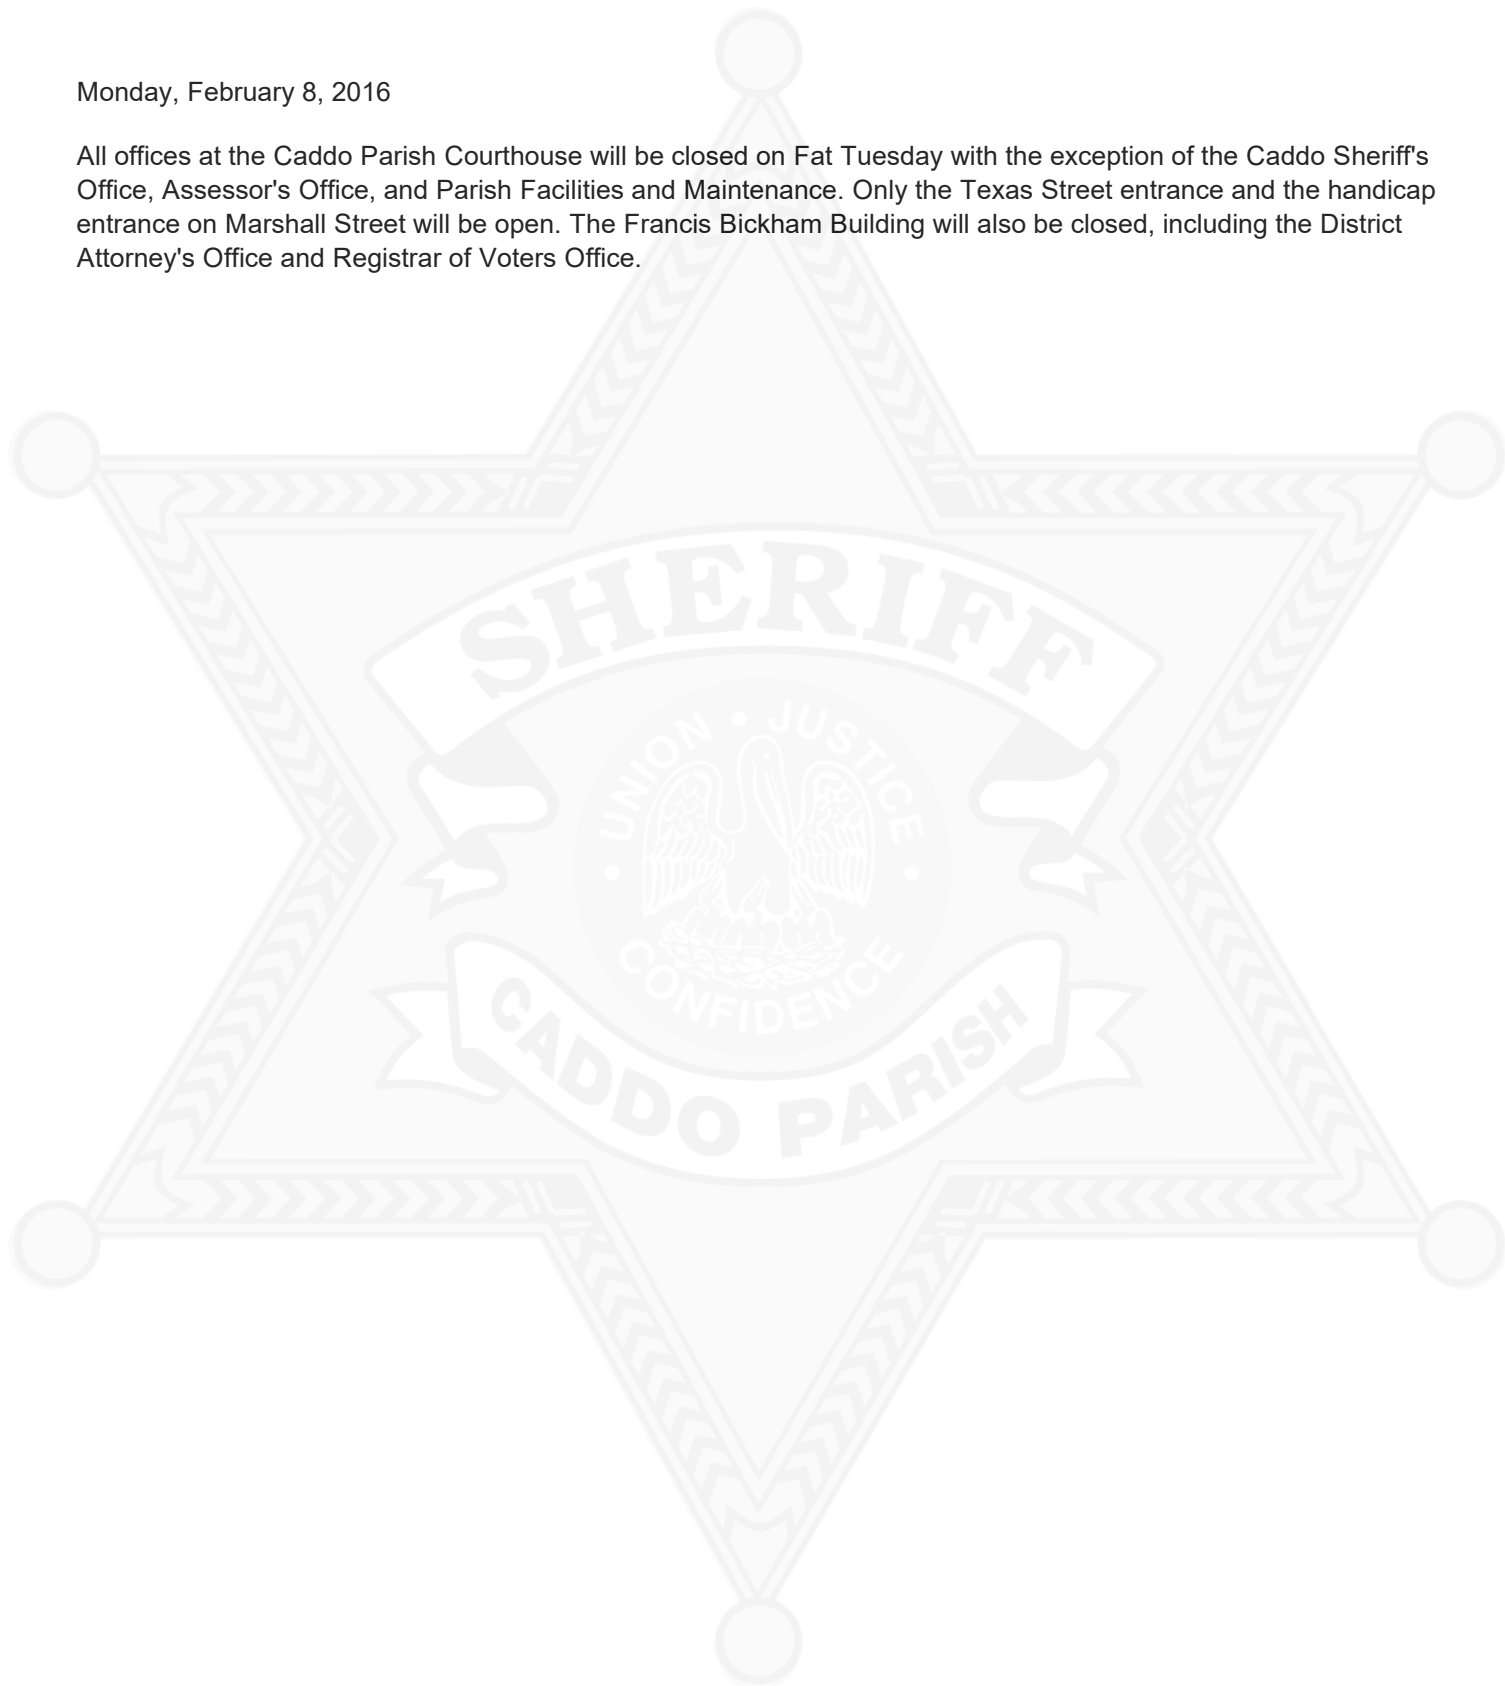 Monday, February 8, 2016
All offices at the Caddo Parish Courthouse will be closed on Fat Tuesday with the exception of the Caddo Sheriff's
Office, Assessor's Office, and Parish Facilities and Maintenance. Only the Texas Street entrance and the handicap
entrance on Marshall Street will be open. The Francis Bickham Building will also be closed, including the District
Attorney's Office and Registrar of Voters Office.
SHERIFF
UNION • JUSTICE
• CONFIDENCE •
CADDO PARISH